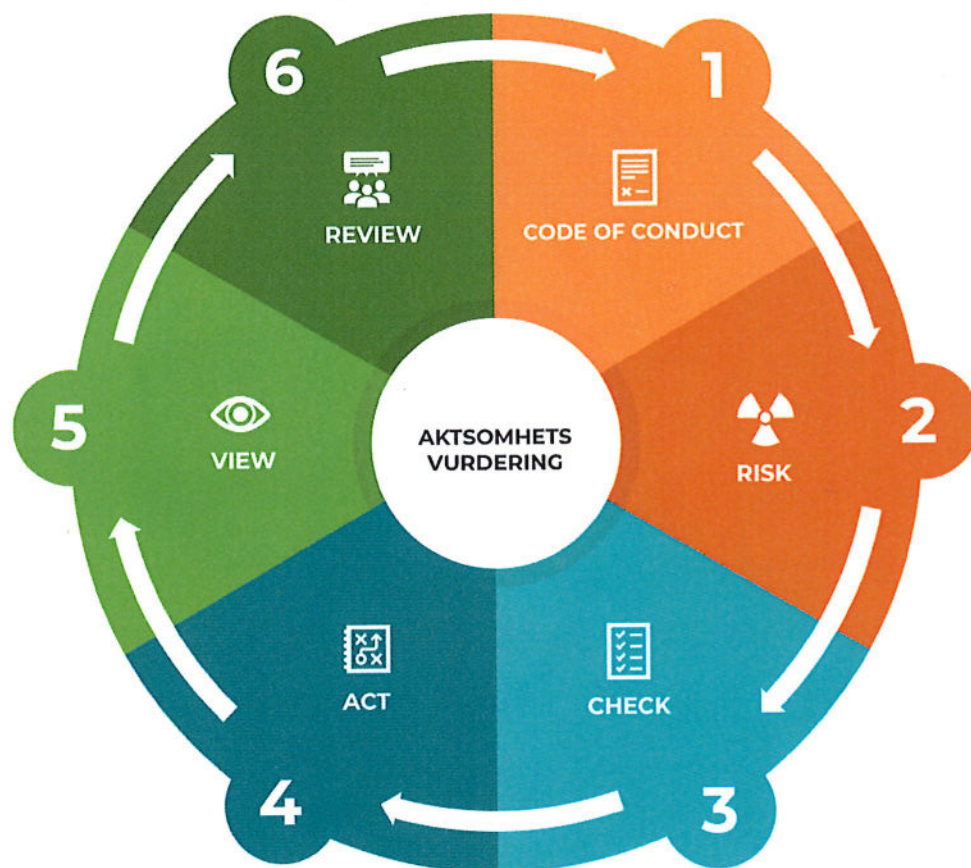 6
1
REVIEW
CODE OF CONDUCT
5
VIEW
AKTSOMHETS
VURDERING
RISK
2
ACT
CHECK
4
3